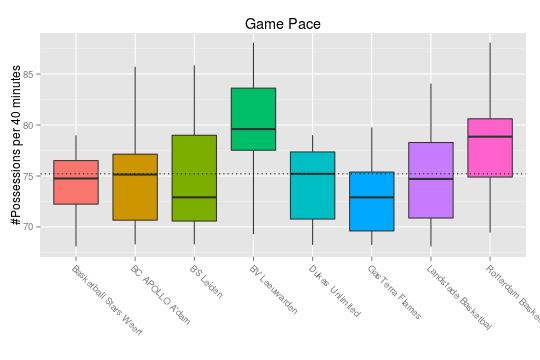 Game Pace
#Possessions per 40 minutes
85
80
75
70
Basketball Stars Weert
BC APOLLO A'dam
BS Leiden
BV Leeuwarden
Dukes Unlimited
GasTerra Flames
Landstede Basketbal
Rotterdam Baske